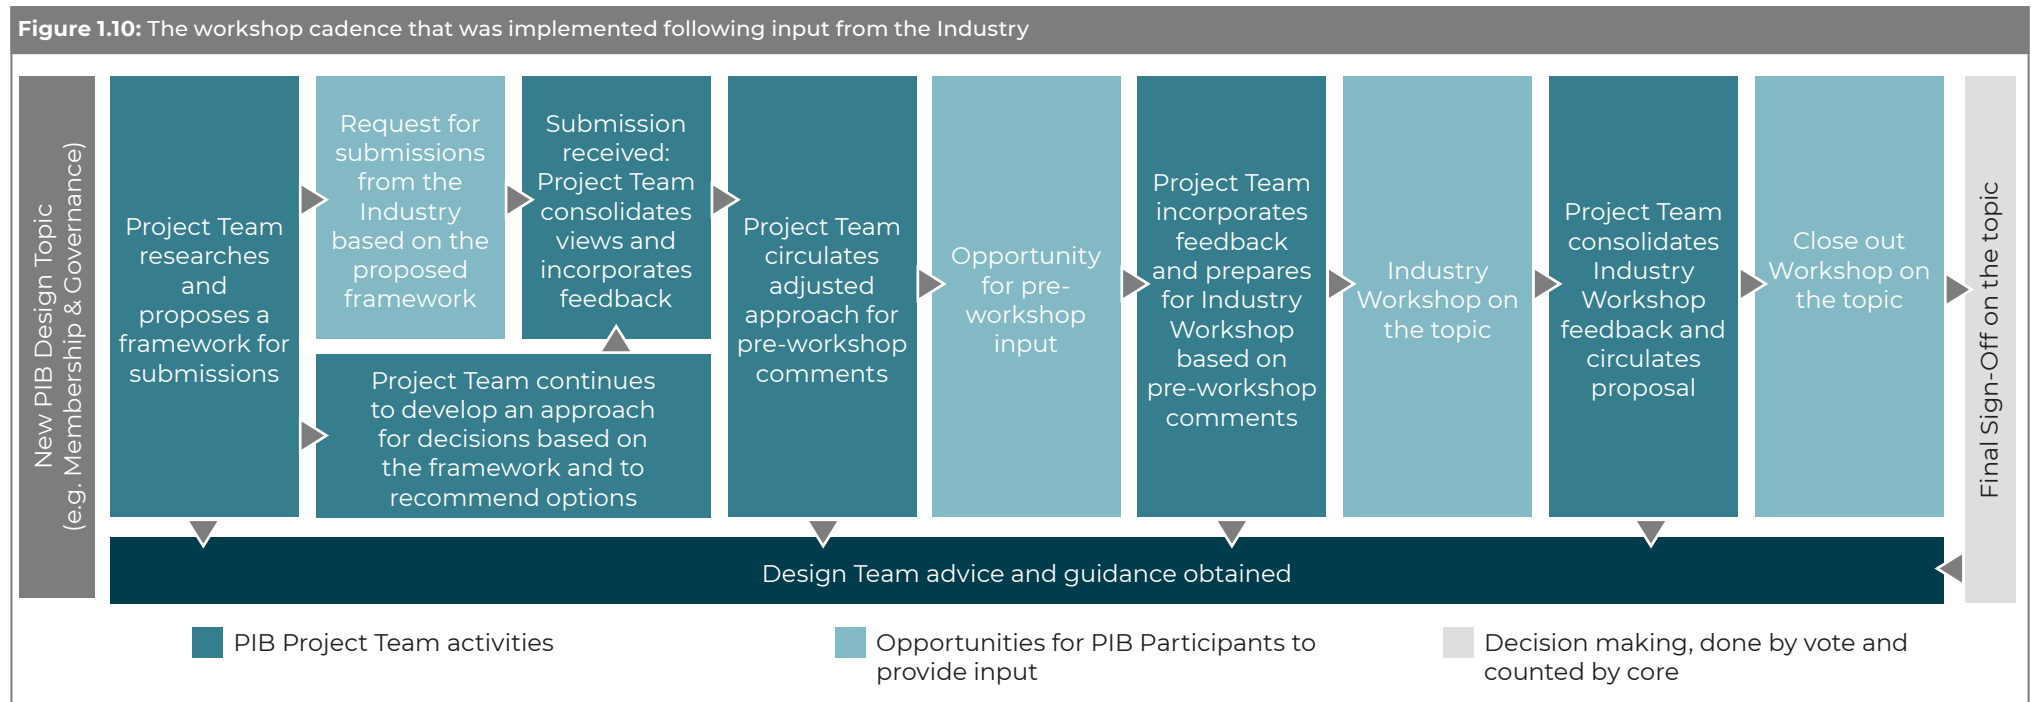 Figure 1.10: The workshop cadence that was implemented following input from the Industry
New PIB Design Topic
(e.g. Membership & Governance)
Project Team
researches
and
proposes a
framework for
submissions
Request for
submissions
from the
Industry
based on the
proposed
framework
Submission
received:
Project Team
consolidates
views and
incorporates
feedback
Project Team continues
to develop an approach
for decisions based on
the framework and to
recommend options
Project Team
circulates
adjusted
approach for
pre-workshop
comments
Opportunity
for pre-
workshop
input
Project Team
incorporates
feedback
and prepares
for Industry
Workshop
based on
pre-workshop
comments
Industry
Workshop on
the topic
Project Team
consolidates
Industry
Workshop
feedback and
circulates
proposal
Close out
Workshop on
the topic
Final Sign-Off on the topic
Design Team advice and guidance obtained
PIB Project Team activities
Opportunities for PIB Participants to
provide input
Decision making, done by vote and
counted by core